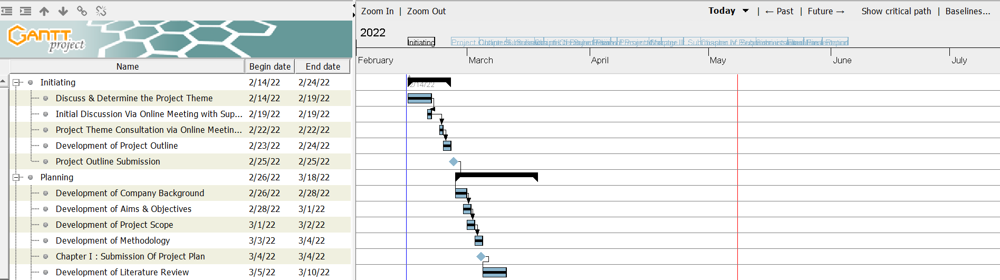 Zoom In | Zoom Out
Today | ← Past | Future → Show critical path | Baselines...
GANTT
project
2022
Initiating
February March April May June July
Name Begin date End date
Initiating 2/14/22 2/24/22
2/14/22
Discuss & Determine the Project Theme 2/14/22 2/19/22
Initial Discussion Via Online Meeting with Sup... 2/19/22 2/19/22
Project Theme Consultation via Online Meetin... 2/22/22 2/22/22
Development of Project Outline 2/23/22 2/24/22
Project Outline Submission 2/25/22 2/25/22
Planning 2/26/22 3/18/22
Development of Company Background 2/26/22 2/28/22
Development of Aims & Objectives 2/28/22 3/1/22
Development of Project Scope 3/1/22 3/2/22
Development of Methodology 3/3/22 3/4/22
Chapter I : Submission Of Project Plan 3/4/22 3/4/22
Development of Literature Review 3/5/22 3/10/22